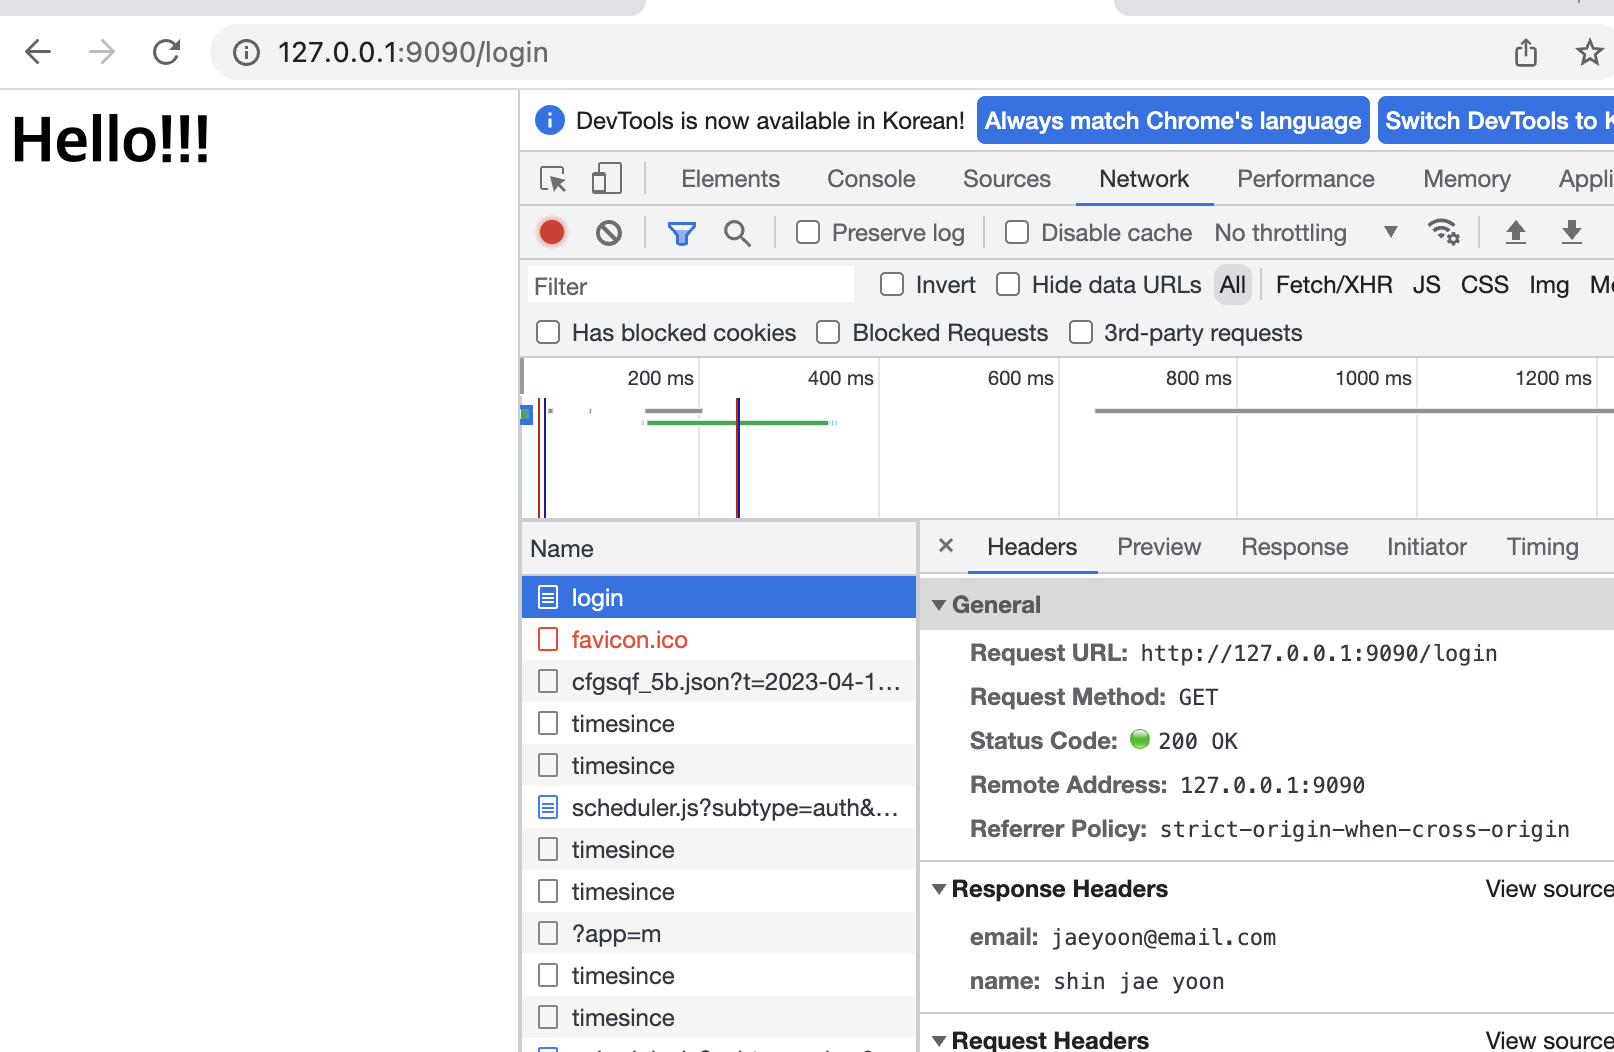 127.0.0.1:9090/login
Hello!!!
DevTools is now available in Korean! Always match Chrome's language Switch DevTools to
Elements Console Sources Network Performance Memory Appli
Preserve log Disable cache No throttling
Filter Invert Hide data URLs All Fetch/XHR JS CSS Img
Has blocked cookies Blocked Requests 3rd-party requests
200 ms 400 ms 600 ms 800 ms 1000 ms 1200 ms
Name
login
favicon.ico
cfgsqf_5b.json?t=2023-04-1...
timesince
timesince
scheduler.js?subtype=auth&...
timesince
timesince
?app=m
timesince
timesince
Headers Preview Response Initiator Timing
General
Request URL: http://127.0.0.1:9090/login
Request Method: GET
Status Code: 200 OK
Remote Address: 127.0.0.1:9090
Referrer Policy: strict-origin-when-cross-origin
Response Headers View source
email: jaeyoon@email.com
name: shin jae yoon
Request Headers View source